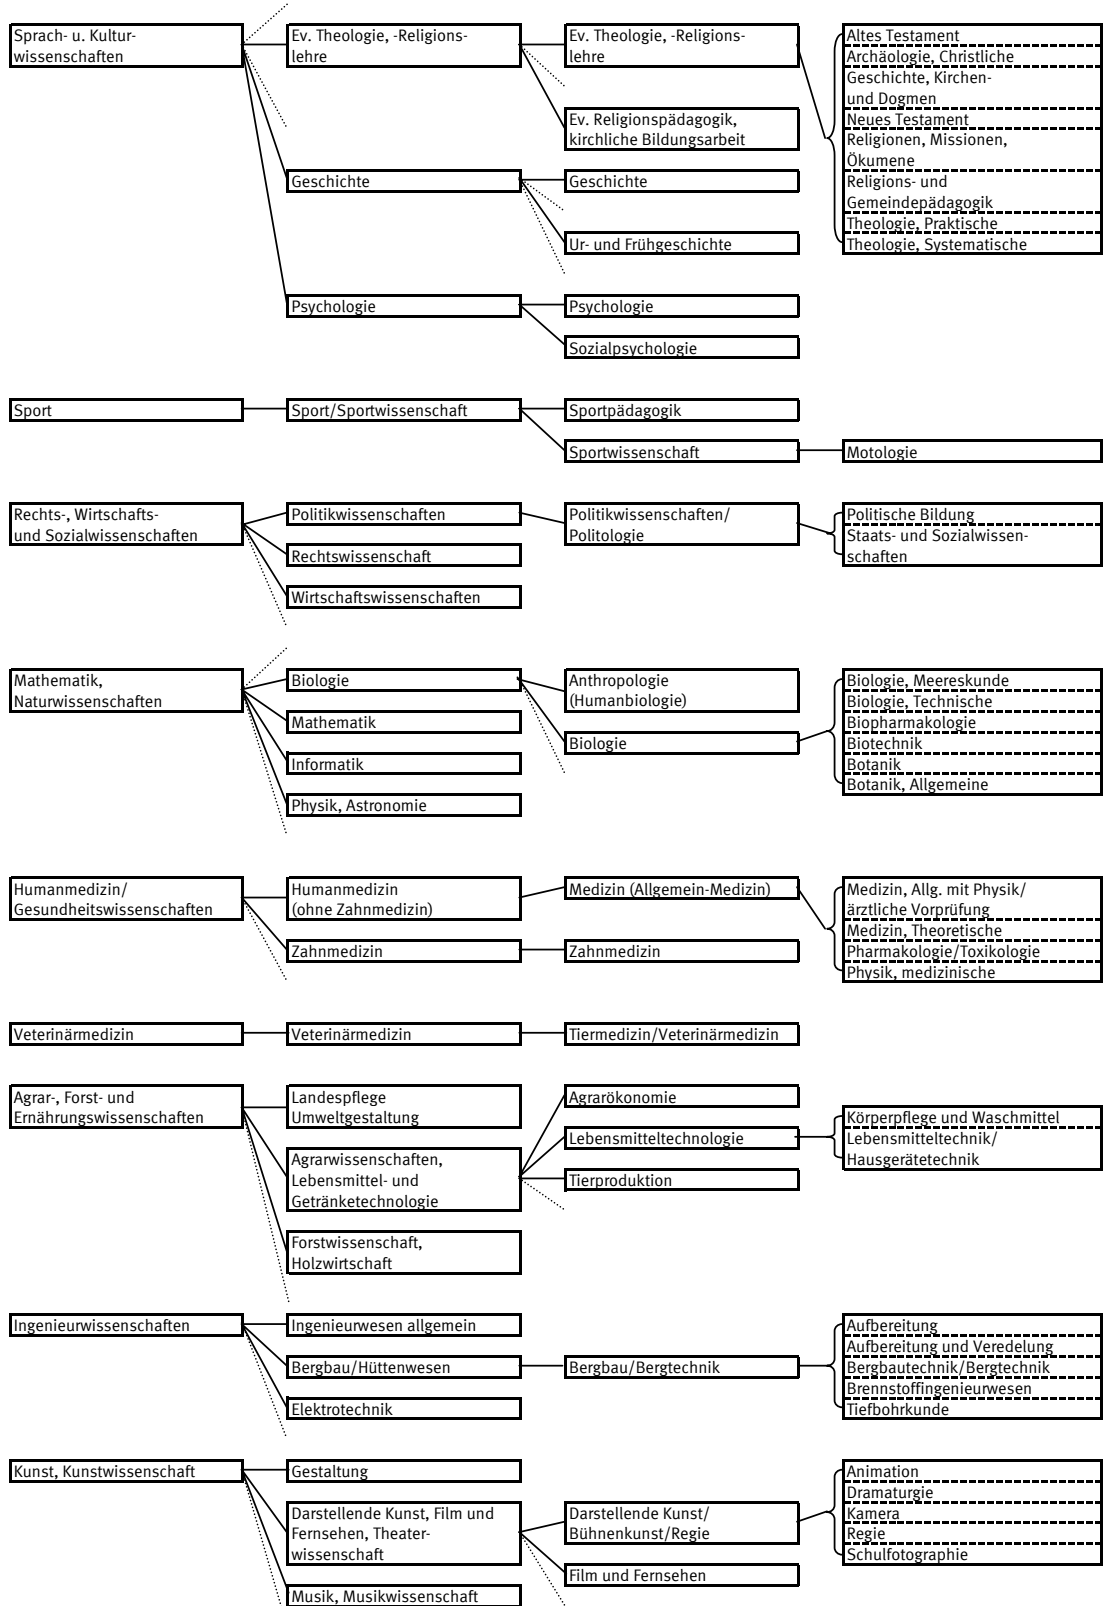 Sprach- u. Kultur-
wissenschaften
Ev. Theologie, -Religions-
lehre
Ev. Theologie, -Religions-
lehre
Ev. Religionspädagogik,
kirchliche Bildungsarbeit
Altes Testament
Archäologie, Christliche
Geschichte, Kirchen-
und Dogmen
Neues Testament
Religionen, Missionen,
Ökumene
Religions- und
Gemeindepädagogik
Theologie, Praktische
Theologie, Systematische
Geschichte
Geschichte
Ur- und Frühgeschichte
Psychologie
Psychologie
Sozialpsychologie
Sport
Sport/Sportwissenschaft
Sportpädagogik
Sportwissenschaft
Motologie
Rechts-, Wirtschafts-
und Sozialwissenschaften
Politikwissenschaften
Rechtswissenschaft
Wirtschaftswissenschaften
Politikwissenschaften/
Politologie
Politische Bildung
Staats- und Sozialwissen-
schaften
Mathematik,
Naturwissenschaften
Biologie
Mathematik
Informatik
Physik, Astronomie
Anthropologie
(Humanbiologie)
Biologie
Biologie, Meereskunde
Biologie, Technische
Biopharmakologie
Biotechnik
Botanik
Botanik, Allgemeine
Humanmedizin/
Gesundheitswissenschaften
Humanmedizin
(ohne Zahnmedizin)
Zahnmedizin
Medizin (Allgemein-Medizin)
Zahnmedizin
Medizin, Allg. mit Physik/
ärztliche Vorprüfung
Medizin, Theoretische
Pharmakologie/Toxikologie
Physik, medizinische
Veterinärmedizin
Veterinärmedizin
Tiermedizin/Veterinärmedizin
Agrar-, Forst- und
Ernährungswissenschaften
Landespflege
Umweltgestaltung
Agrarwissenschaften,
Lebensmittel- und
Getränketechnologie
Forstwissenschaft,
Holzwirtschaft
Agrarökonomie
Lebensmitteltechnologie
Tierproduktion
Körperpflege und Waschmittel
Lebensmitteltechnik/
Hausgerätetechnik
Ingenieurwissenschaften
Ingenieurwesen allgemein
Bergbau/Hüttenwesen
Elektrotechnik
Bergbau/Bergtechnik
Aufbereitung
Aufbereitung und Veredelung
Bergbautechnik/Bergtechnik
Brennstoffingenieurwesen
Tiefbohrkunde
Kunst, Kunstwissenschaft
Gestaltung
Darstellende Kunst, Film und
Fernsehen, Theater-
wissenschaft
Musik, Musikwissenschaft
Darstellende Kunst/
Bühnenkunst/Regie
Film und Fernsehen
Animation
Dramaturgie
Kamera
Regie
Schulfotographie